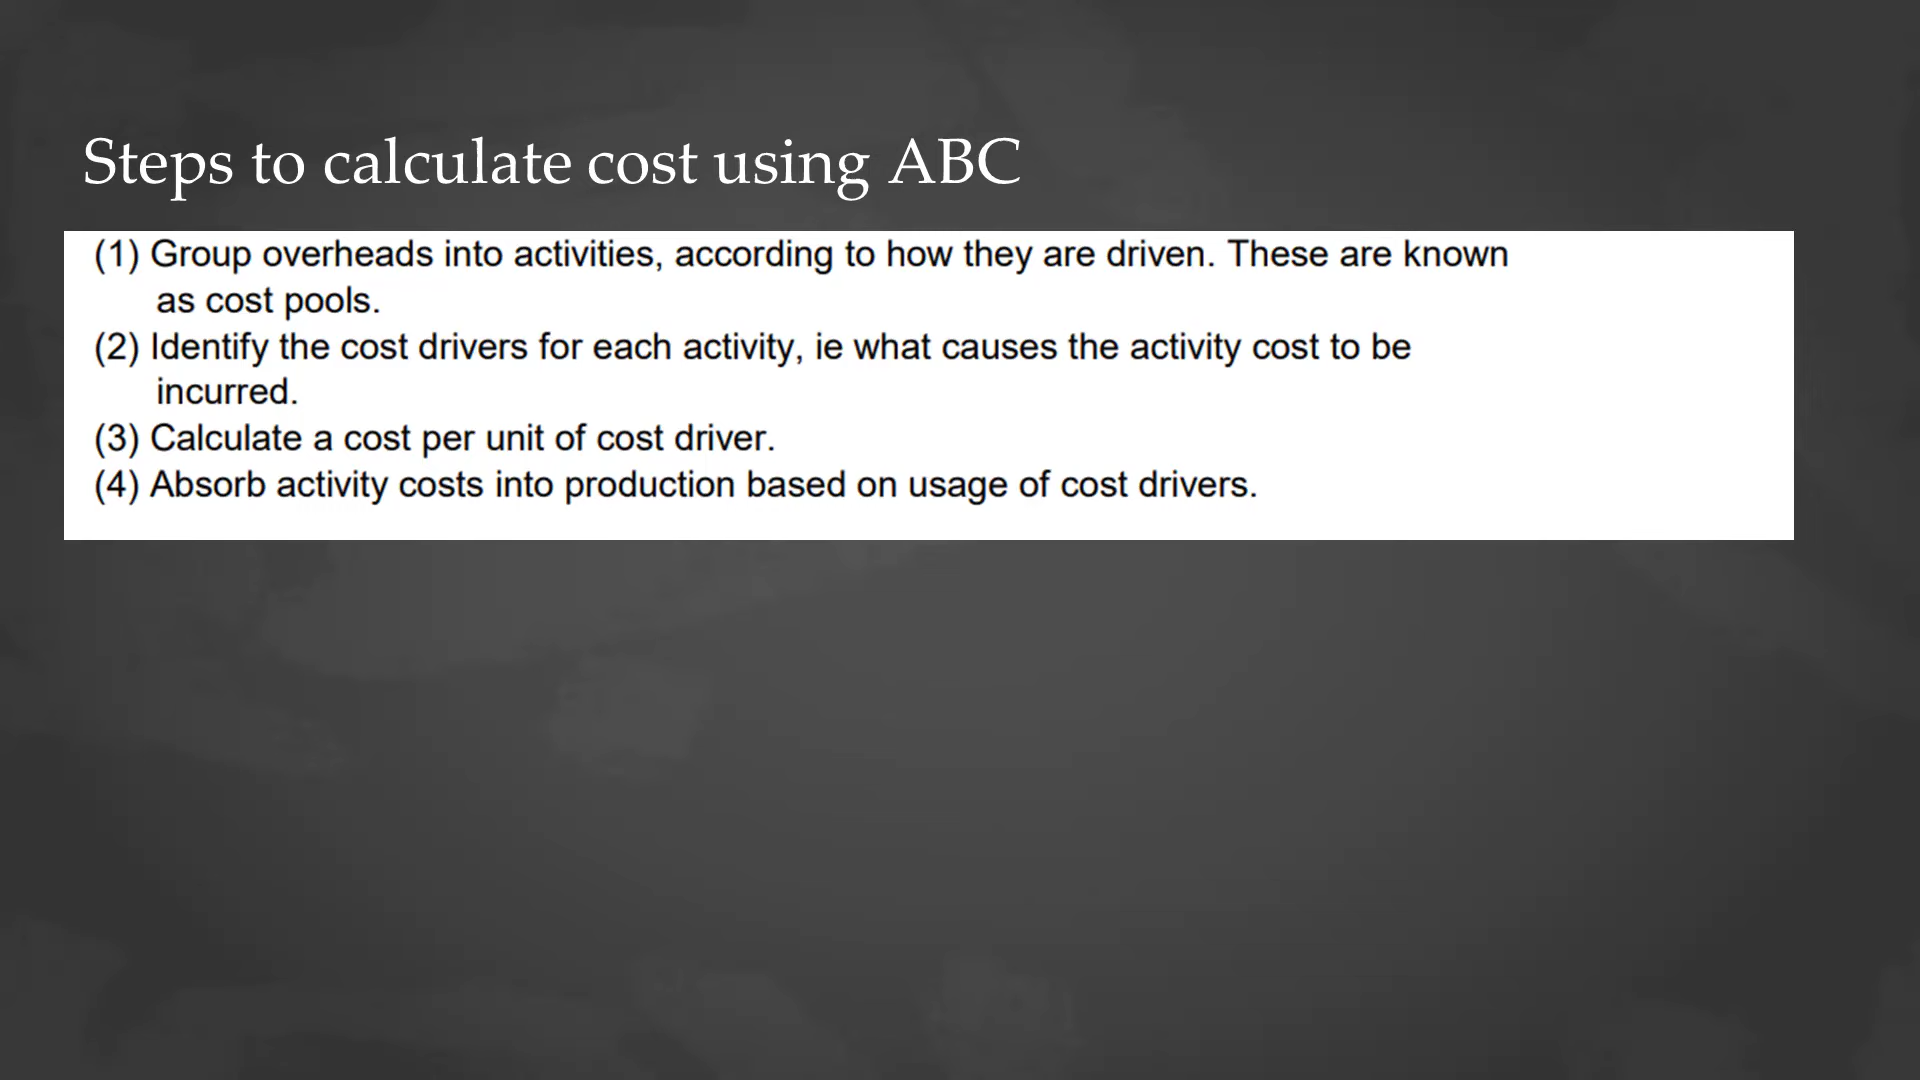 Steps to calculate cost using ABC
(1) Group overheads into activities, according to how they are driven. These are known
as cost pools.
(2) Identify the cost drivers for each activity, ie what causes the activity cost to be
incurred.
(3) Calculate a cost per unit of cost driver.
(4) Absorb activity costs into production based on usage of cost drivers.